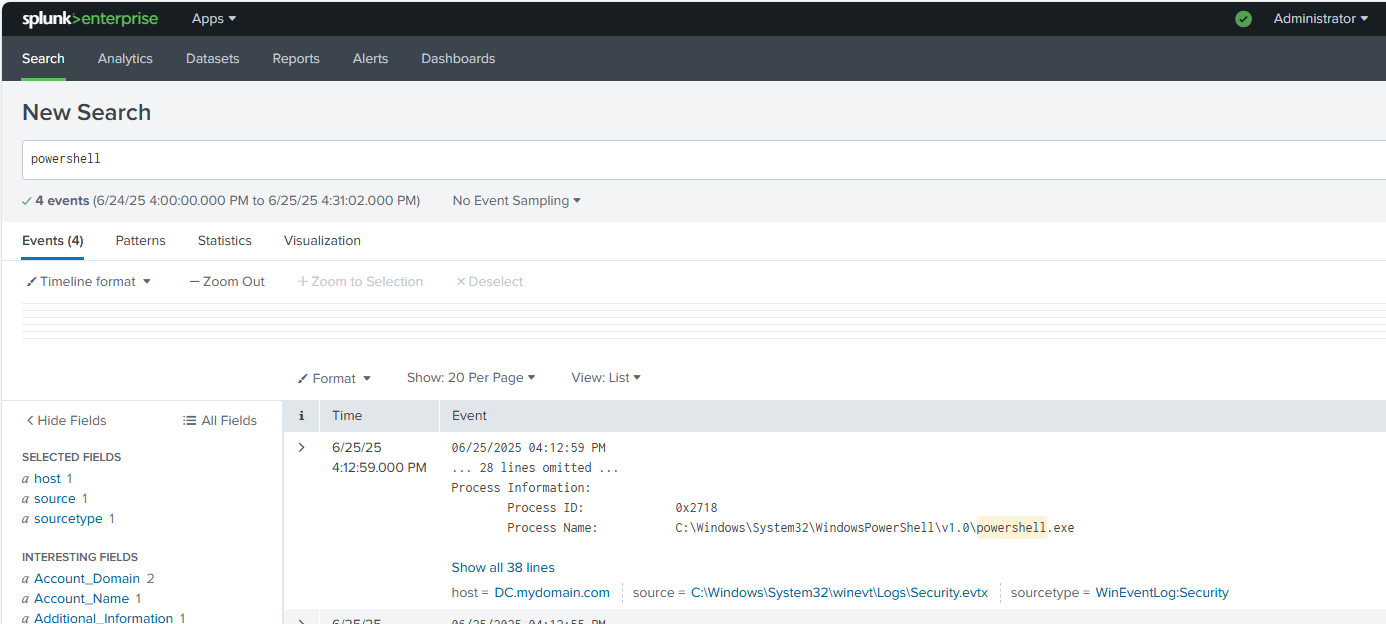 splunk>enterprise Apps Administrator
Search Analytics Datasets Reports Alerts Dashboards
New Search
powershell
4 events (6/24/25 4:00:00.000 PM to 6/25/25 4:31:02.000 PM) No Event Sampling
Events (4) Patterns Statistics Visualization
Timeline format — Zoom Out + Zoom to Selection × Deselect
Format Show: 20 Per Page View: List
< Hide Fields All Fields
i Time Event
SELECTED FIELDS
a host 1
a source 1
a sourcetype 1
INTERESTING FIELDS
a Account_Domain 2
a Account_Name 1
a Additional_Information 1
> 6/25/25
4:12:59.000 PM
06/25/2025 04:12:59 PM
... 28 lines omitted ...
Process Information:
Process ID: 0x2718
Process Name: C:\Windows\System32\WindowsPowerShell\v1.0\powershell.exe
Show all 38 lines
host = DC.mydomain.com source = C:\Windows\System32\winevt\Logs\Security.evtx sourcetype = WinEventLog:Security
> 6/25/25 06/25/2025 04:12:55 PM